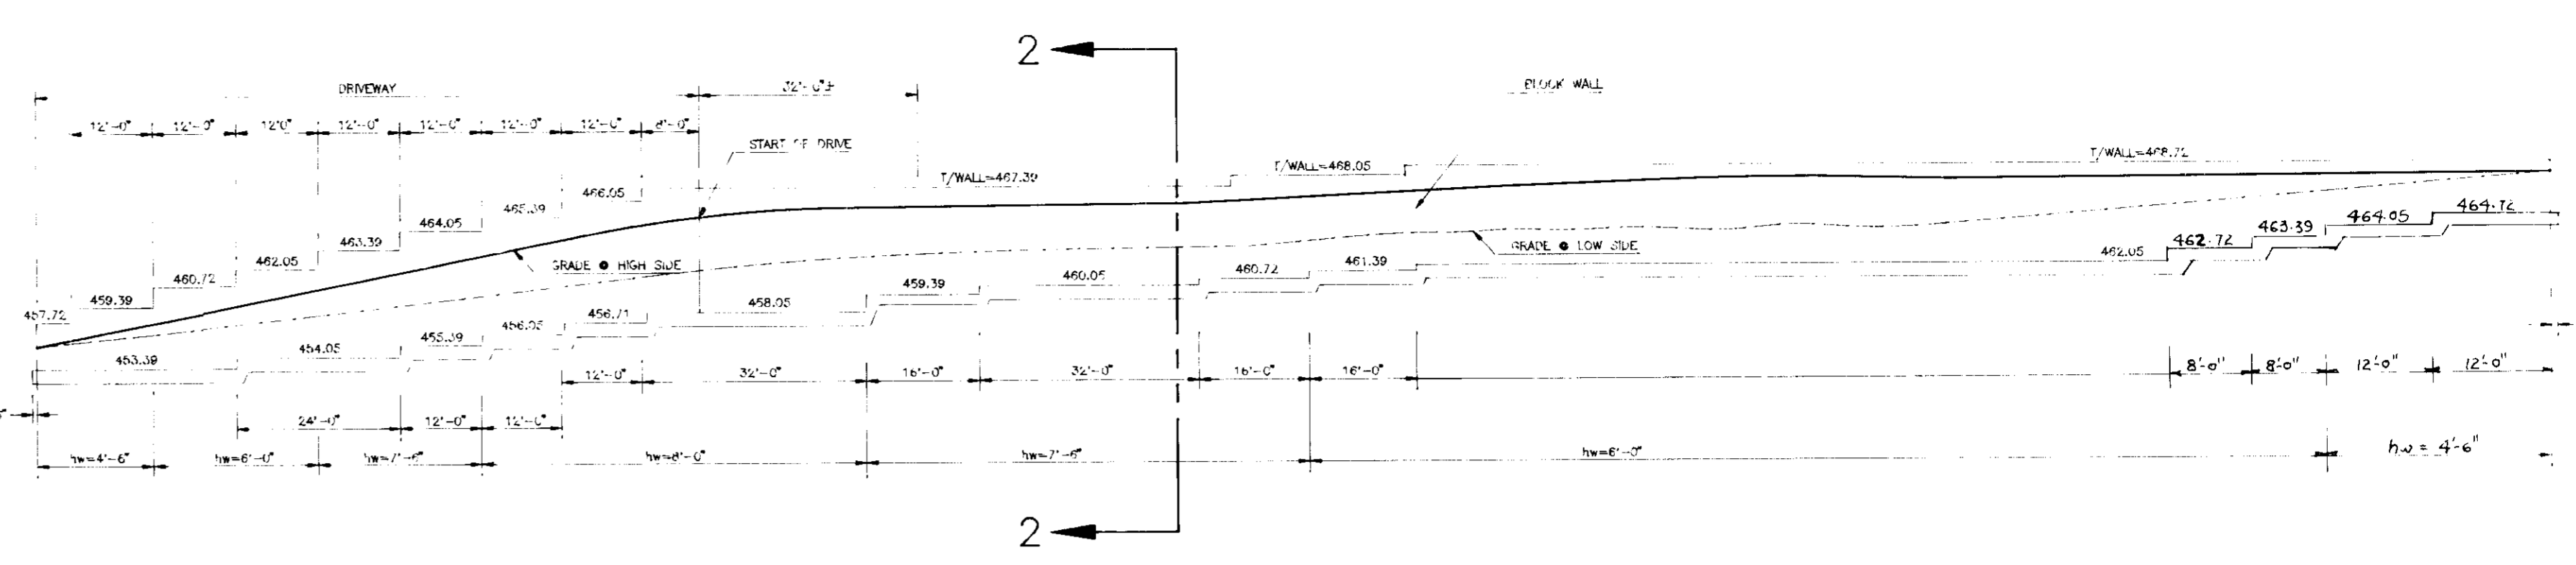 2
DRIVEWAY
32'-0"±
BLOCK WALL
12'-0" 12'-0" 12'0" 12'-0" 12'-0" 12'-0" 12'-0" 8'-0"
START OF DRIVE
T/WALL=468.72
T/WALL=468.05
T/WALL=467.39
466.05
465.39
464.05
463.39
462.05
460.72
459.39
457.72
464.72
464.05
463.39
462.72
462.05
GRADE @ LOW SIDE
GRADE @ HIGH SIDE
461.39
460.72
460.05
459.39
458.05
456.71
456.05
455.39
454.05
453.39
12'-0" 32'-0" 16'-0" 32'-0" 16'-0" 16'-0" 8'-0" 8'-0" 12'-0" 12'-0"
24'-0" 12'-0" 12'-0"
hw=4'-6" hw=6'-0" hw=7'-6" hw=8'-0" hw=7'-6" hw=6'-0" hw = 4'-6"
2